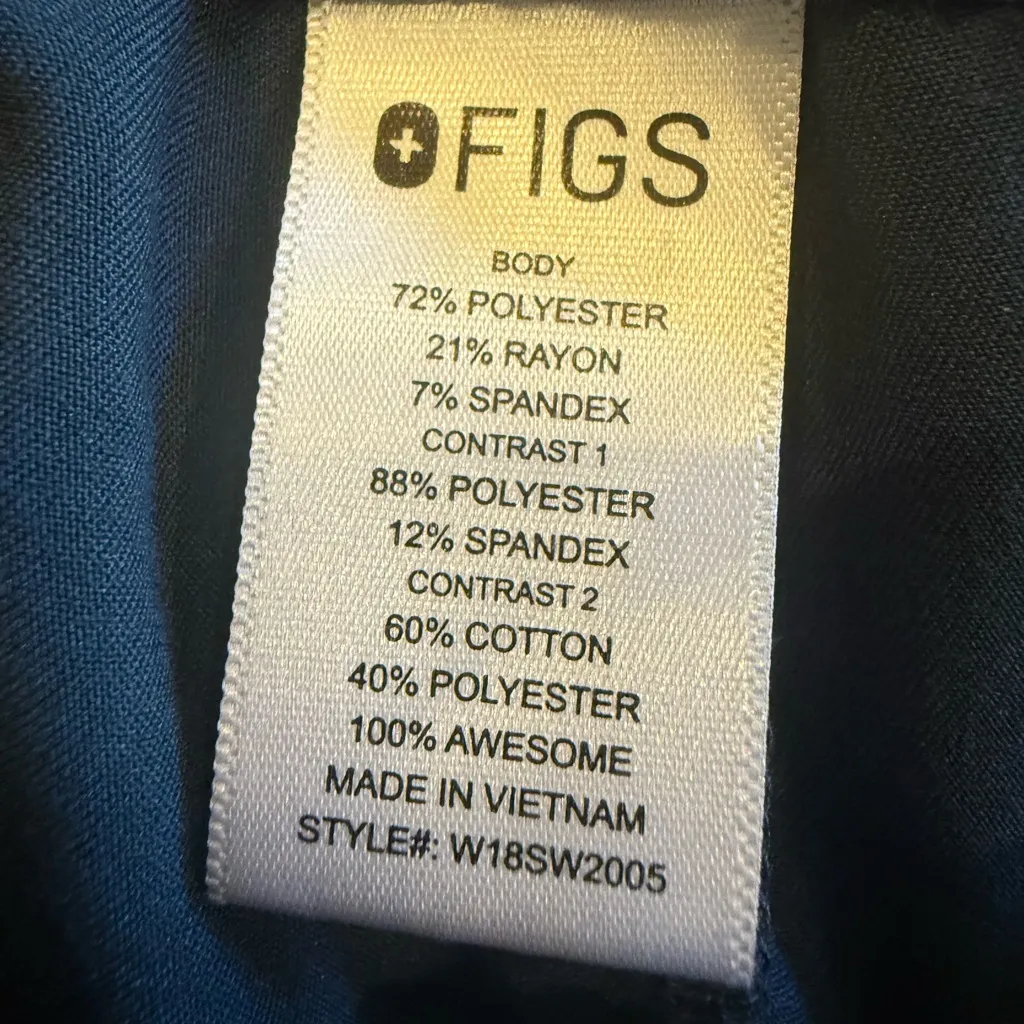 FIGS
BODY
72% POLYESTER
21% RAYON
7% SPANDEX
CONTRAST 1
88% POLYESTER
12% SPANDEX
CONTRAST 2
60% COTTON
40% POLYESTER
100% AWESOME
MADE IN VIETNAM
STYLE#: W18SW2005